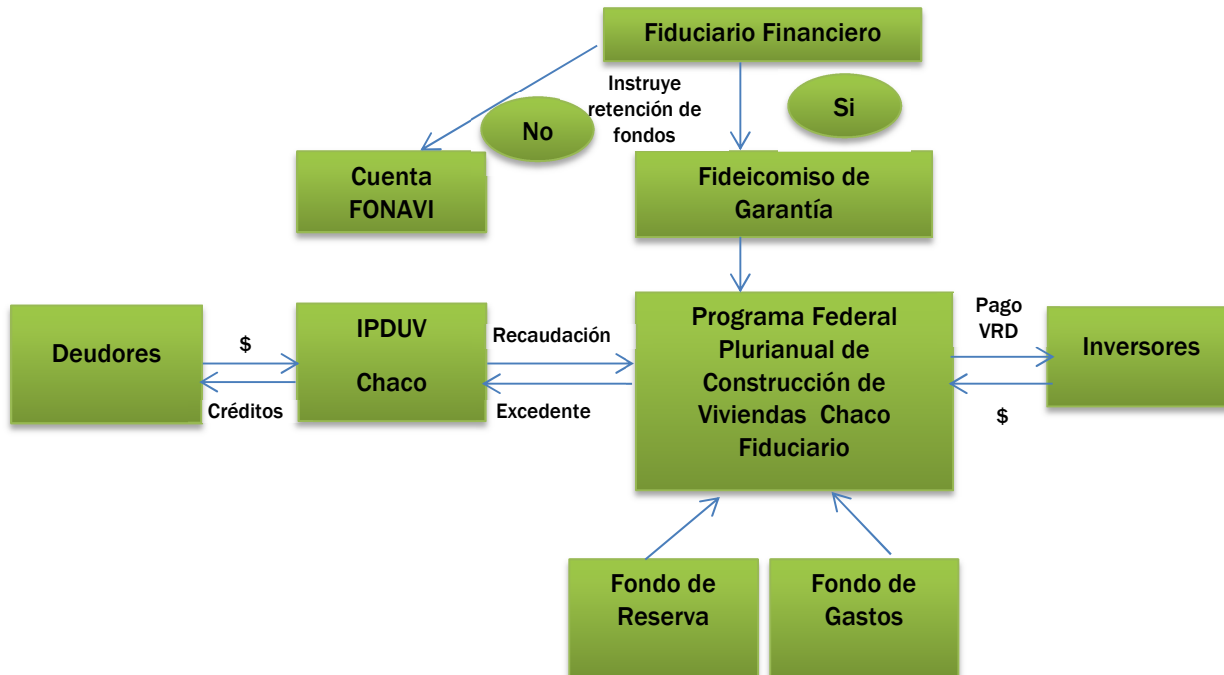 Fiduciario Financiero
Instruye
retención de
fondos
No
Si
Cuenta
FONAVI
Fideicomiso de
Garantía
Deudores
$
Créditos
IPDUV
Chaco
Recaudación
Excedente
Programa Federal
Plurianual de
Construcción de
Viviendas Chaco
Fiduciario
Pago
VRD
$
Inversores
Fondo de
Reserva
Fondo de
Gastos